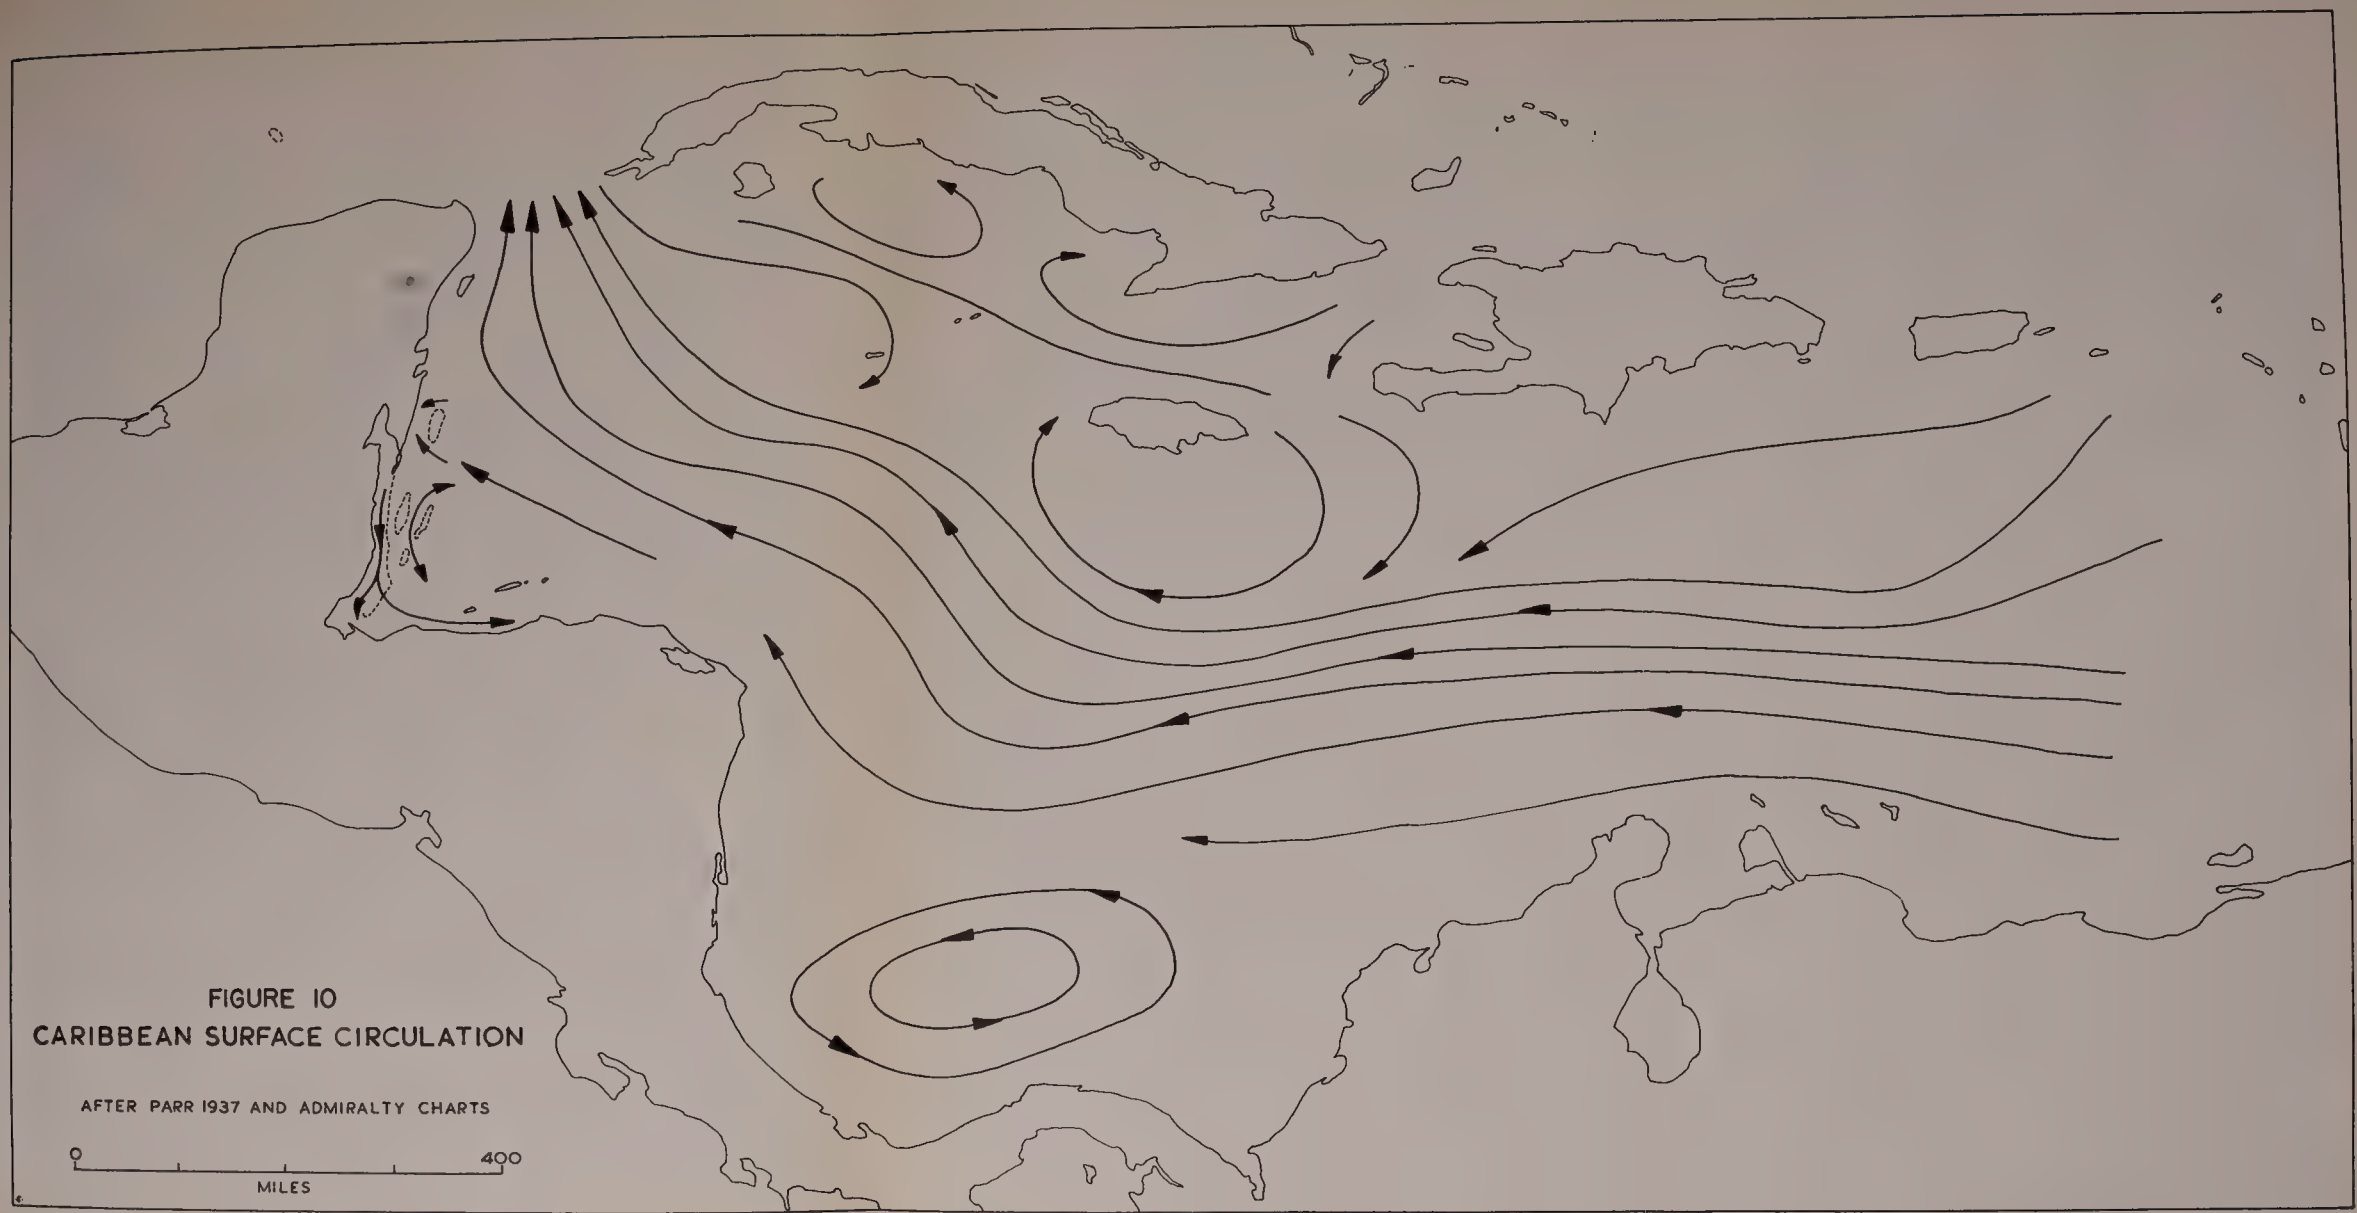 FIGURE 10
CARIBBEAN SURFACE CIRCULATION
AFTER PARR 1937 AND ADMIRALTY CHARTS
0 400
MILES